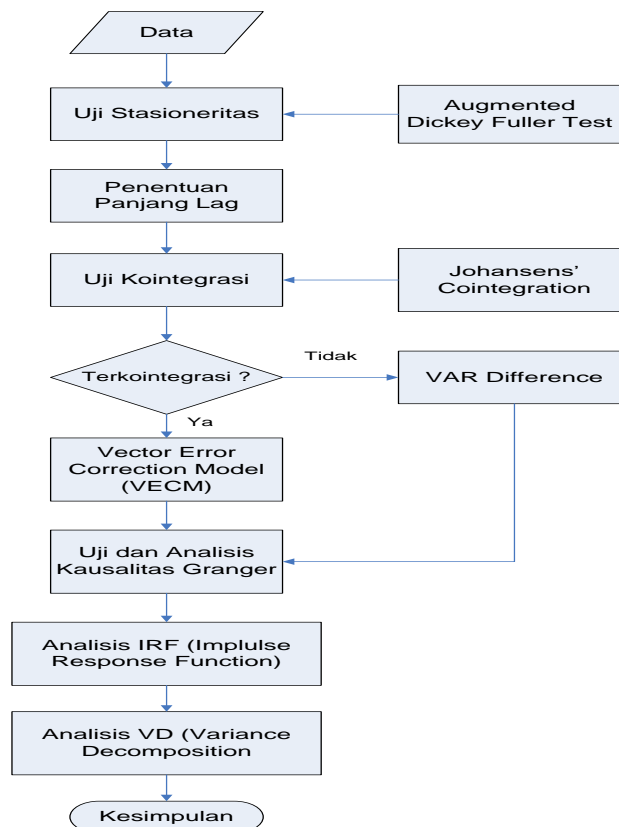 Data
Uji Stasioneritas
Augmented
Dickey Fuller Test
Penentuan
Panjang Lag
Uji Kointegrasi
Johansens’
Cointegration
Terkointegrasi ?
Tidak
VAR Difference
Ya
Vector Error
Correction Model
(VECM)
Uji dan Analisis
Kausalitas Granger
Analisis IRF (Implulse
Response Function)
Analisis VD (Variance
Decomposition
Kesimpulan